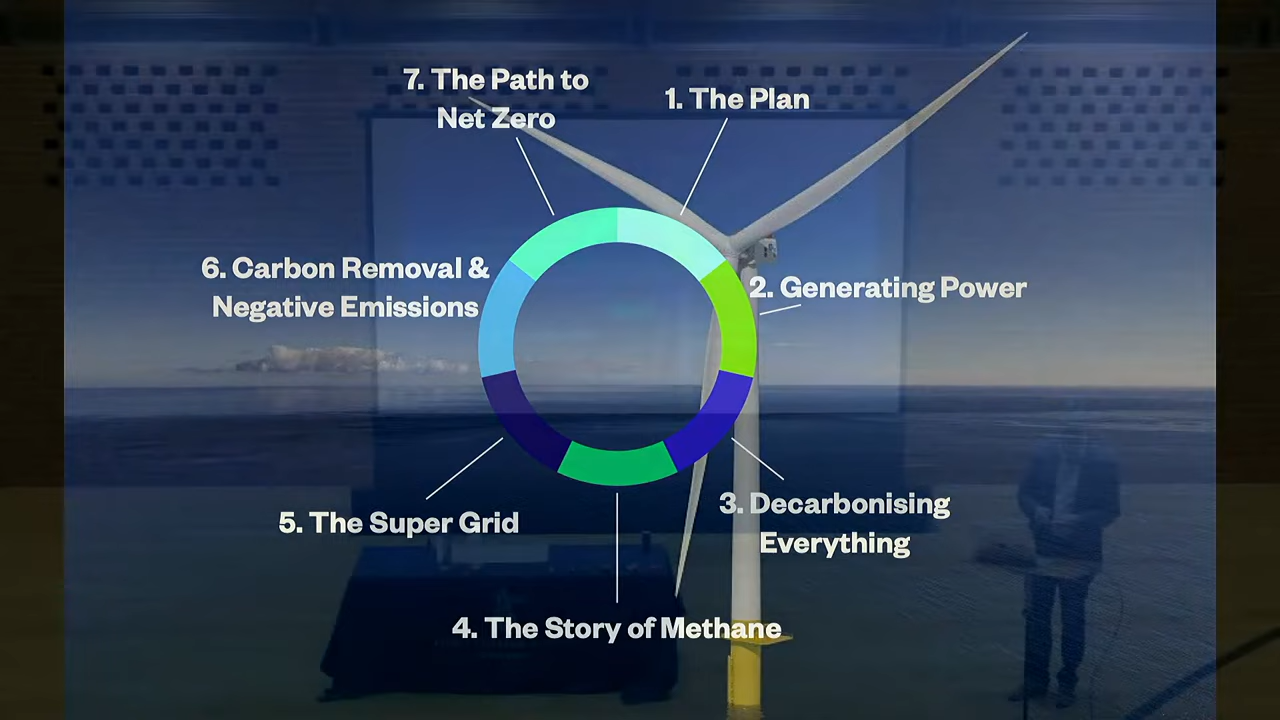 1. The Plan
2. Generating Power
3. Decarbonising
Everything
4. The Story of Methane
5. The Super Grid
6. Carbon Removal &
Negative Emissions
7. The Path to
Net Zero